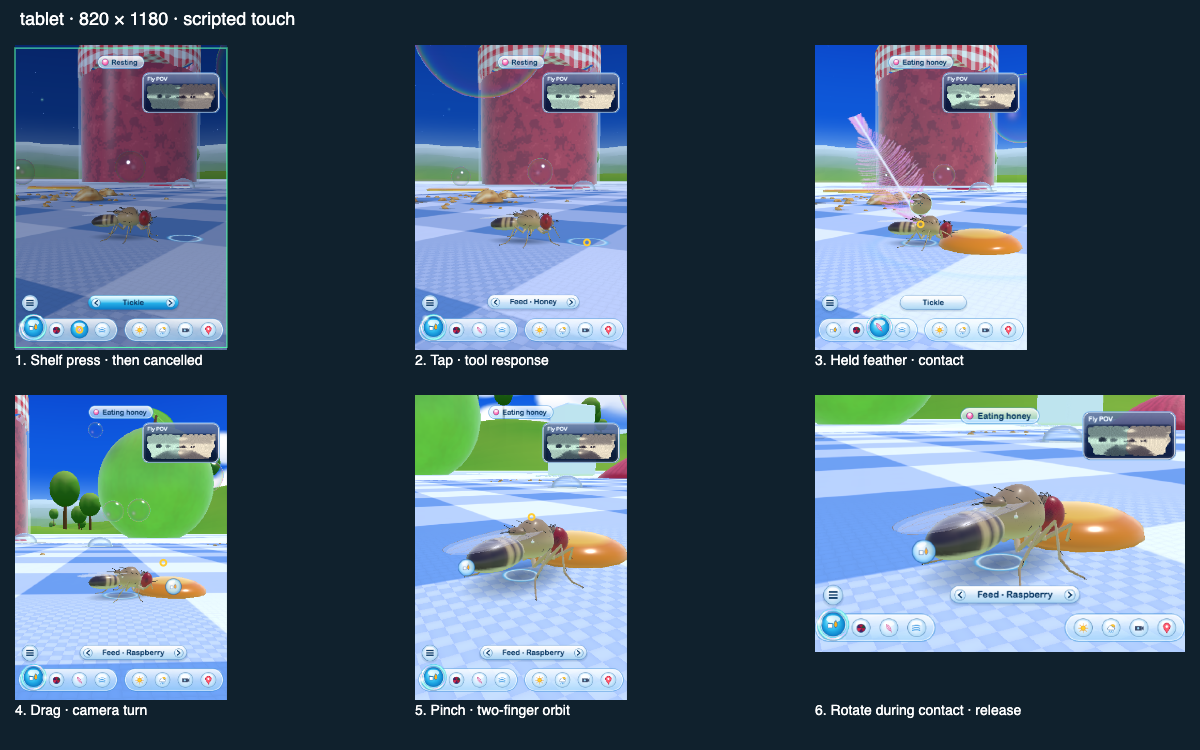 tablet · 820 × 1180 · scripted touch
Resting
Fly POV
Tickle
1. Shelf press · then cancelled
Resting
Fly POV
Feed · Honey
2. Tap · tool response
Eating honey
Fly POV
Tickle
3. Held feather · contact
Eating honey
Fly POV
Feed · Raspberry
4. Drag · camera turn
Eating honey
Fly POV
Feed · Raspberry
5. Pinch · two-finger orbit
Eating honey
Fly POV
Feed · Raspberry
6. Rotate during contact · release